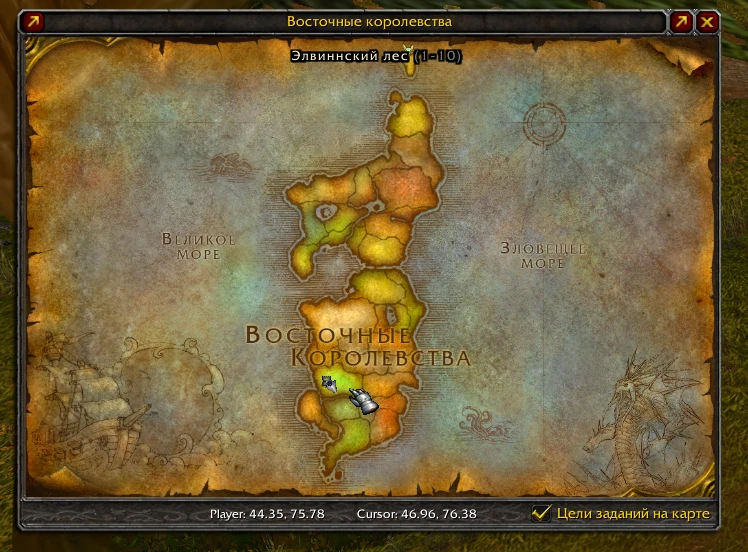 Восточные королевства
Элвиннский лес (1-10)
Великое
море
Зловещее
море
Восточные
Королевства
Player: 44.35, 75.78 Cursor: 46.96, 76.38 Цели заданий на карте